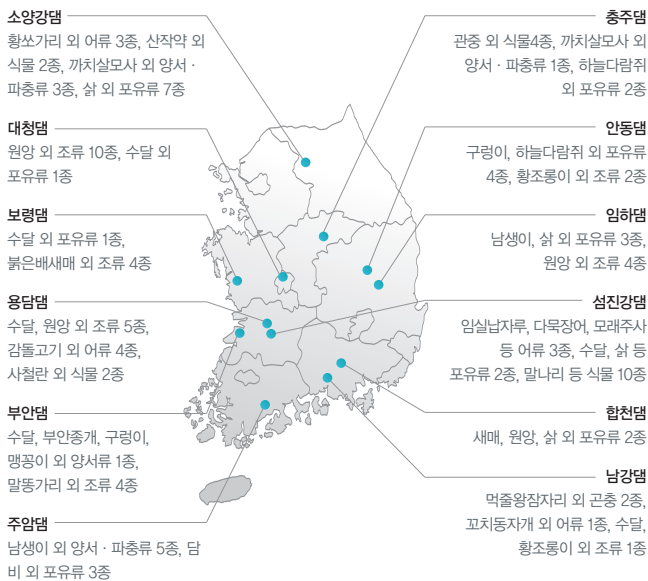 소양강댐
황쏘가리 외 어류 3종, 산작약 외
식물 2종, 까치살모사 외 양서 ·
파충류 3종, 삵 외 포유류 7종
대청댐
원앙 외 조류 10종, 수달 외
포유류 1종
보령댐
수달 외 포유류 1종,
붉은배새매 외 조류 4종
용담댐
수달, 원앙 외 조류 5종,
감돌고기 외 어류 4종,
사철란 외 식물 2종
부안댐
수달, 부안종개, 구렁이,
맹꽁이 외 양서류 1종,
말똥가리 외 조류 4종
주암댐
남생이 외 양서 · 파충류 5종, 담
비 외 포유류 3종
충주댐
관중 외 식물4종, 까치살모사 외
양서 · 파충류 1종, 하늘다람쥐
외 포유류 2종
안동댐
구렁이, 하늘다람쥐 외 포유류
4종, 황조롱이 외 조류 2종
임하댐
남생이, 삵 외 포유류 3종,
원앙 외 조류 4종
섬진강댐
임실납자루, 다묵장어, 모래주사
등 어류 3종, 수달, 삵 등
포유류 2종, 말나리 등 식물 10종
합천댐
새매, 원앙, 삵 외 포유류 2종
남강댐
먹줄왕잠자리 외 곤충 2종,
꼬치동자개 외 어류 1종, 수달,
황조롱이 외 조류 1종